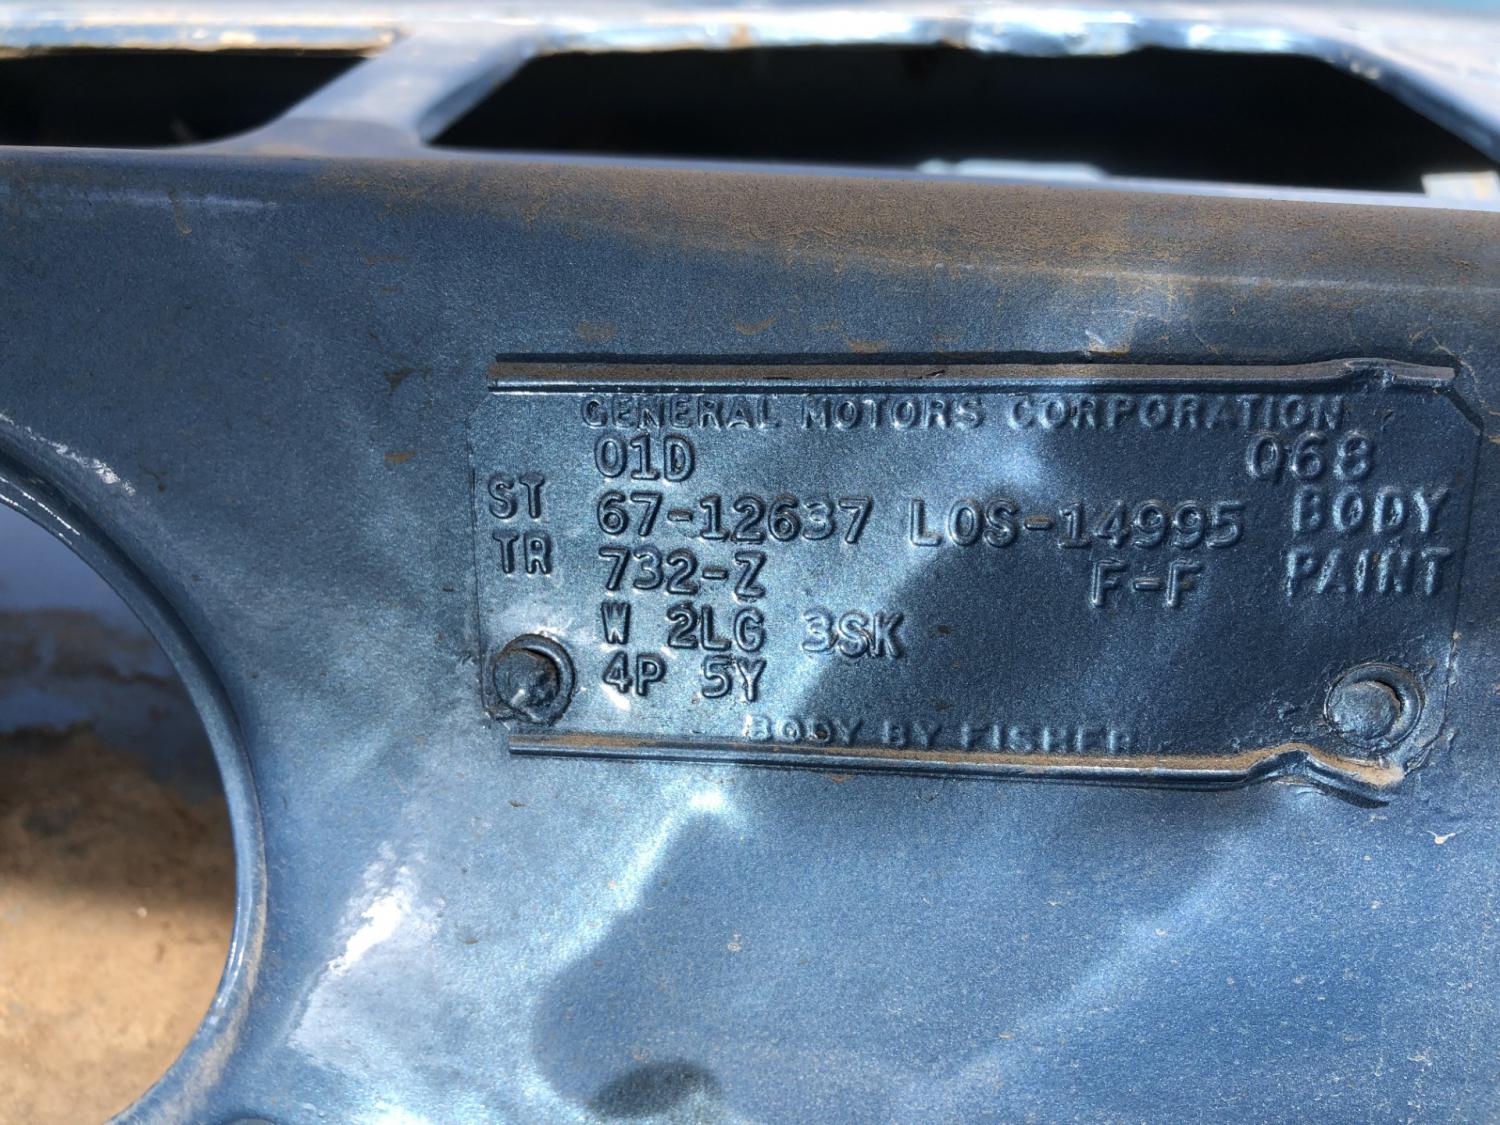 GENERAL MOTORS CORPORATION
01D Q68
ST 67-12637 LOS-14995 BODY
TR 732-Z F-F PAINT
W 2LG 3SK
4P 5Y
BODY BY FISHER